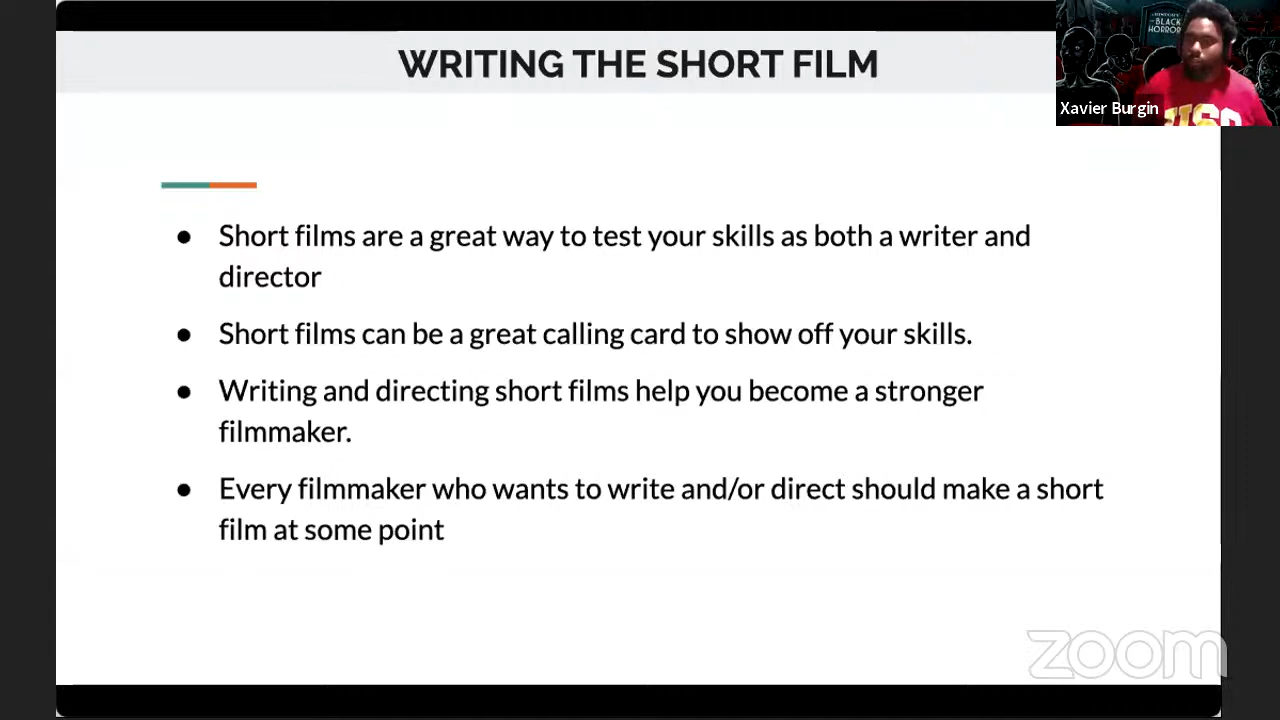 WRITING THE SHORT FILM
BLACK
HORROR
Xavier Burgin
USC
● Short films are a great way to test your skills as both a writer and
director
● Short films can be a great calling card to show off your skills.
● Writing and directing short films help you become a stronger
filmmaker.
● Every filmmaker who wants to write and/or direct should make a short
film at some point
zoom